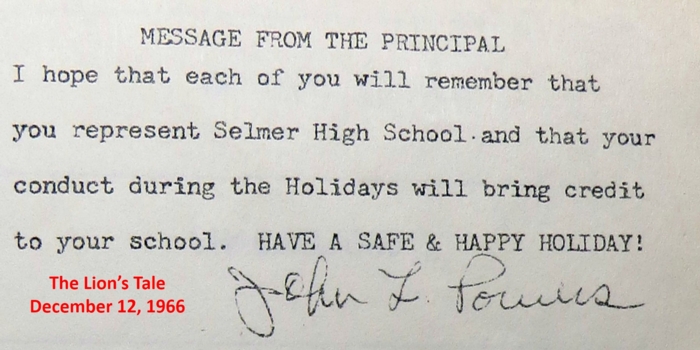 MESSAGE FROM THE PRINCIPAL
I hope that each of you will remember that
you represent Selmer High School and that your
conduct during the Holidays will bring credit
to your school. HAVE A SAFE & HAPPY HOLIDAY!
John L. Powers
The Lion's Tale
December 12, 1966